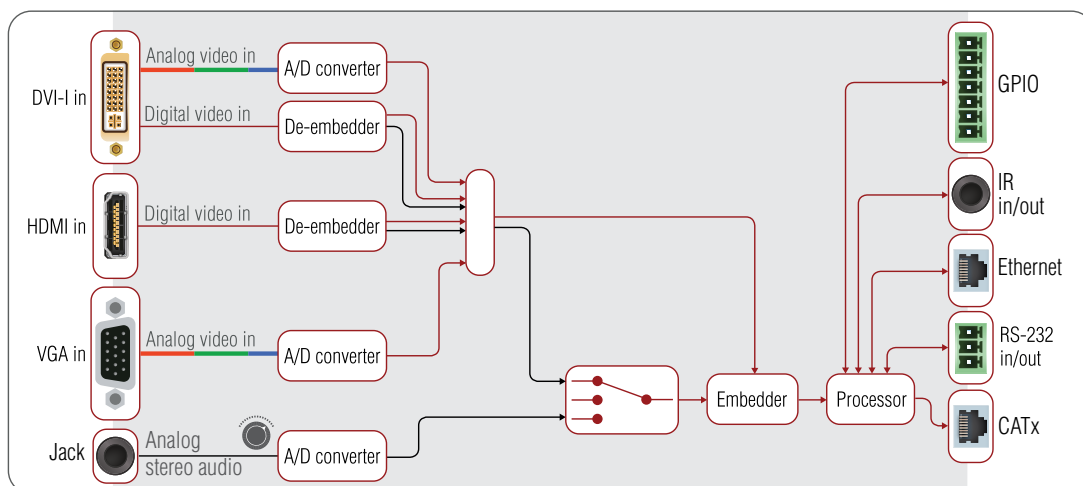 DVI-I in
Analog video in
A/D converter
Digital video in
De-embedder
HDMI in
Digital video in
De-embedder
VGA in
Analog video in
A/D converter
Jack
Analog
stereo audio
A/D converter
Embedder
Processor
GPIO
IR
in/out
Ethernet
RS-232
in/out
CATx